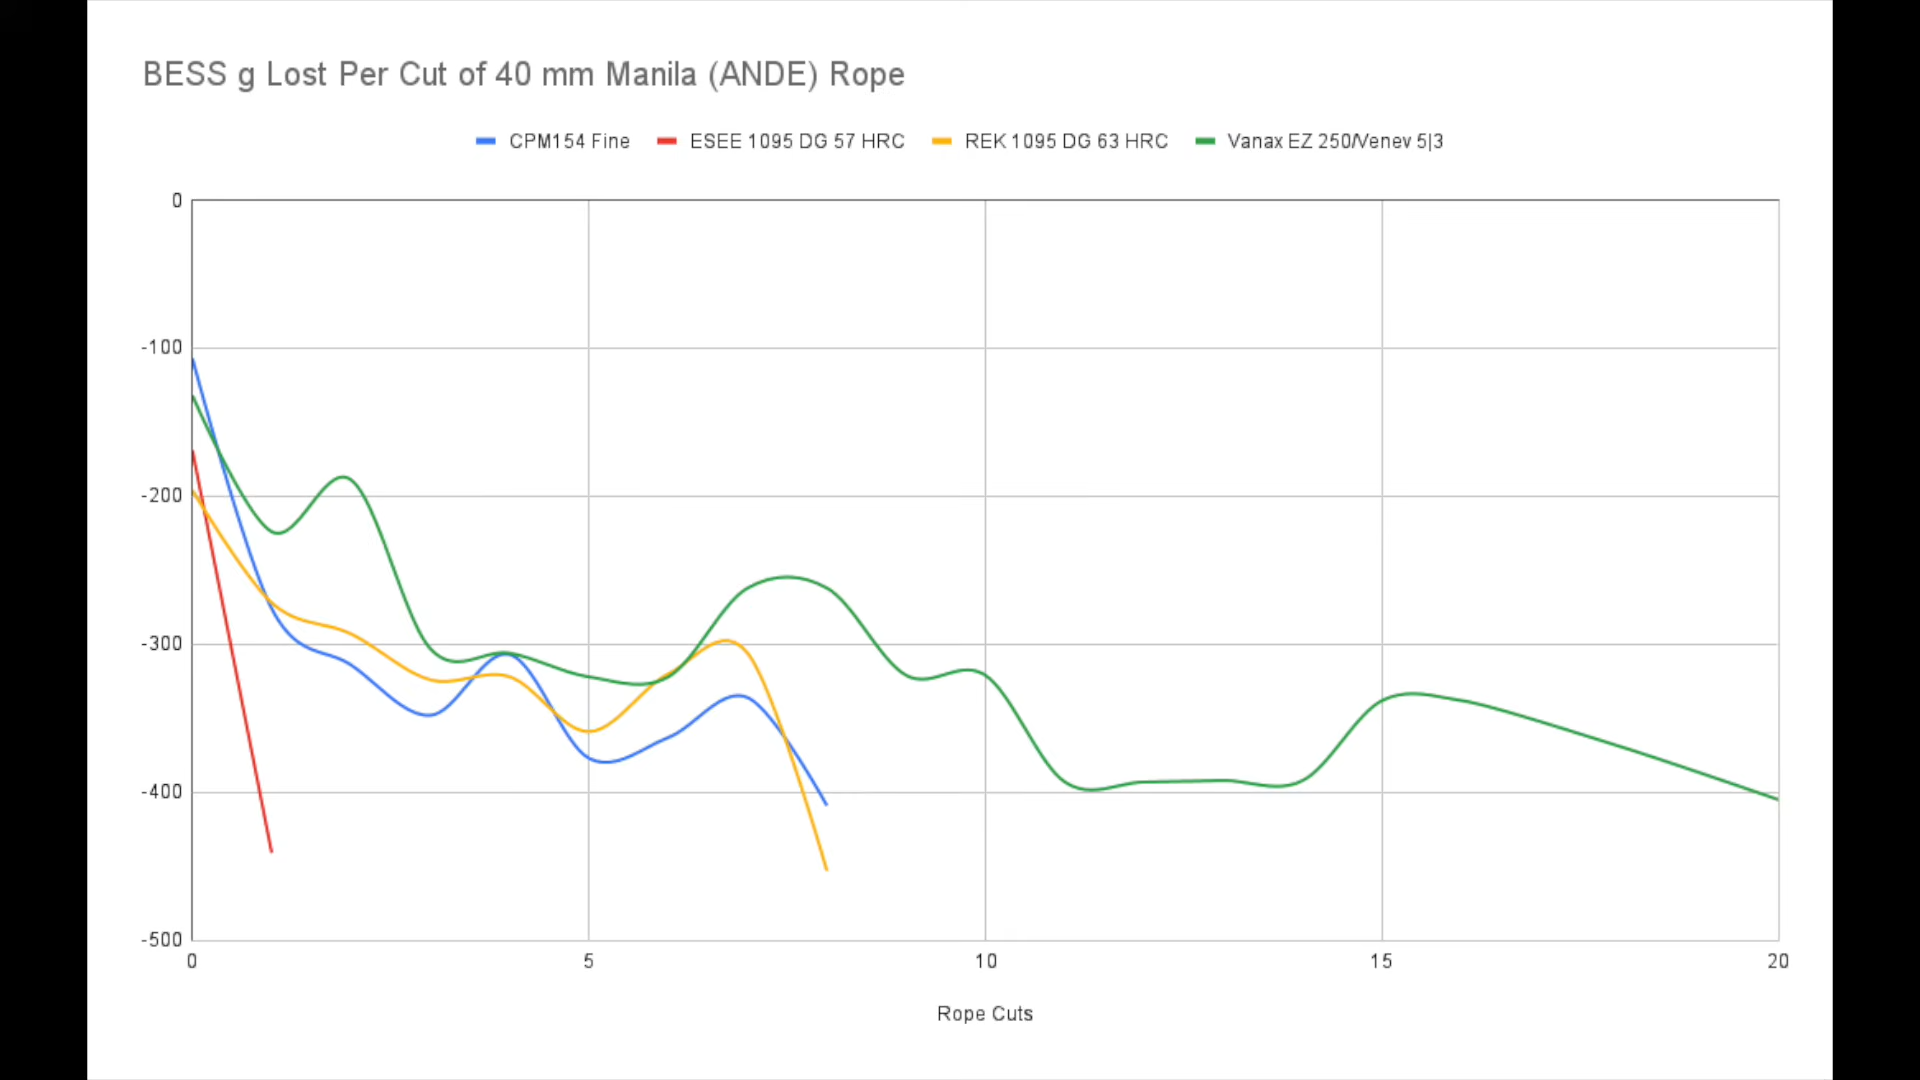 BESS g Lost Per Cut of 40 mm Manila (ANDE) Rope
CPM154 Fine ESEE 1095 DG 57 HRC REK 1095 DG 63 HRC Vanax EZ 250/Venev 5|3
0
-100
-200
-300
-400
-500
0 5 10 15 20
Rope Cuts